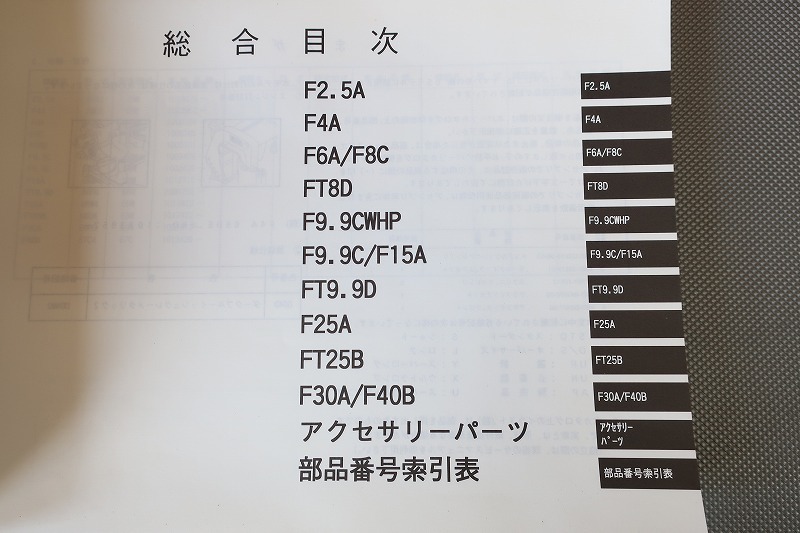 総合目次
F2.5A F2.5A
F4A F4A
F6A/F8C F6A/F8C
FT8D FT8D
F9.9CWHP F9.9CWHP
F9.9C/F15A F9.9C/F15A
FT9.9D FT9.9D
F25A F25A
FT25B FT25B
F30A/F40B F30A/F40B
アクセサリーパーツ ｱｸｾｻﾘｰ
ﾊﾟｰﾂ
部品番号索引表 部品番号索引表